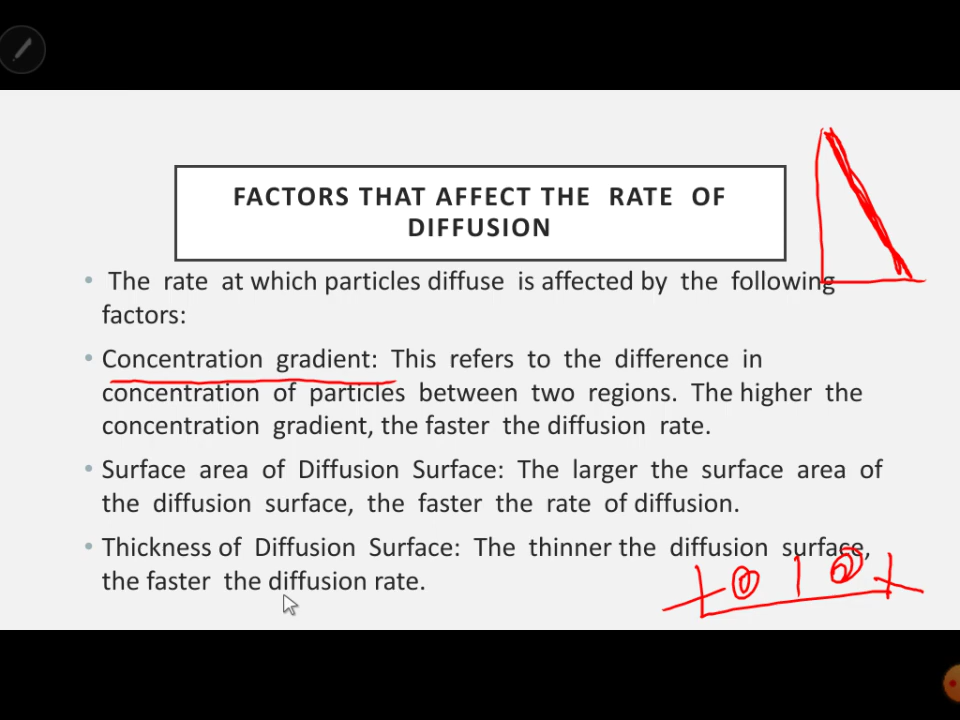 FACTORS THAT AFFECT THE RATE OF
DIFFUSION
• The rate at which particles diffuse is affected by the following
factors:
• Concentration gradient: This refers to the difference in
concentration of particles between two regions. The higher the
concentration gradient, the faster the diffusion rate.
• Surface area of Diffusion Surface: The larger the surface area of
the diffusion surface, the faster the rate of diffusion.
• Thickness of Diffusion Surface: The thinner the diffusion surface,
the faster the diffusion rate.